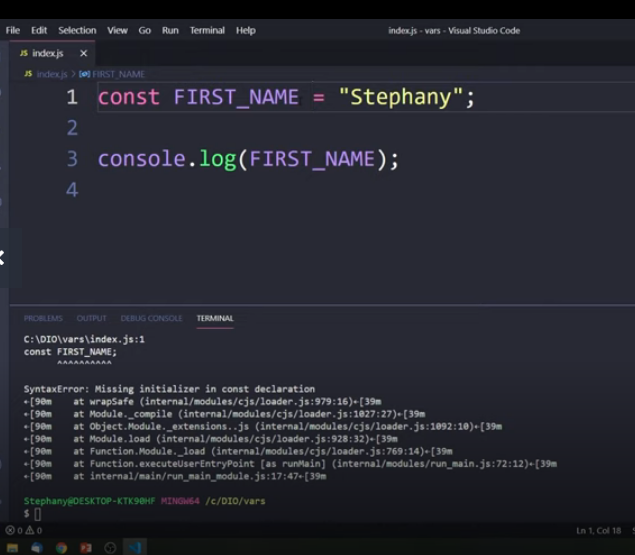 File Edit Selection View Go Run Terminal Help index.js - vars - Visual Studio Code
JS index.js ×
JS index.js > FIRST_NAME
1 const FIRST_NAME = "Stephany";
2
3 console.log(FIRST_NAME);
4
PROBLEMS OUTPUT DEBUG CONSOLE TERMINAL
C:\DIO\vars\index.js:1
const FIRST_NAME;
^^^^^^^^^^
SyntaxError: Missing initializer in const declaration
←[90m at wrapSafe (internal/modules/cjs/loader.js:979:16)←[39m
←[90m at Module._compile (internal/modules/cjs/loader.js:1027:27)←[39m
←[90m at Object.Module._extensions..js (internal/modules/cjs/loader.js:1092:10)←[39m
←[90m at Module.load (internal/modules/cjs/loader.js:928:32)←[39m
←[90m at Function.Module._load (internal/modules/cjs/loader.js:769:14)←[39m
←[90m at Function.executeUserEntryPoint [as runMain] (internal/modules/run_main.js:72:12)←[39m
←[90m at internal/main/run_main_module.js:17:47←[39m
Stephany@DESKTOP-KTK90HF MINGW64 /c/DIO/vars
$
0 0 Ln 1, Col 18